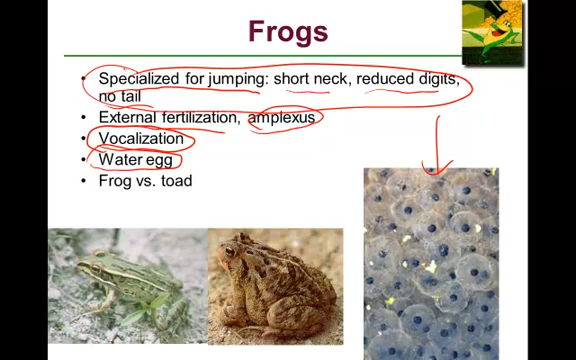 Frogs
• Specialized for jumping: short neck, reduced digits,
no tail
• External fertilization, amplexus
• Vocalization
• Water egg
• Frog vs. toad